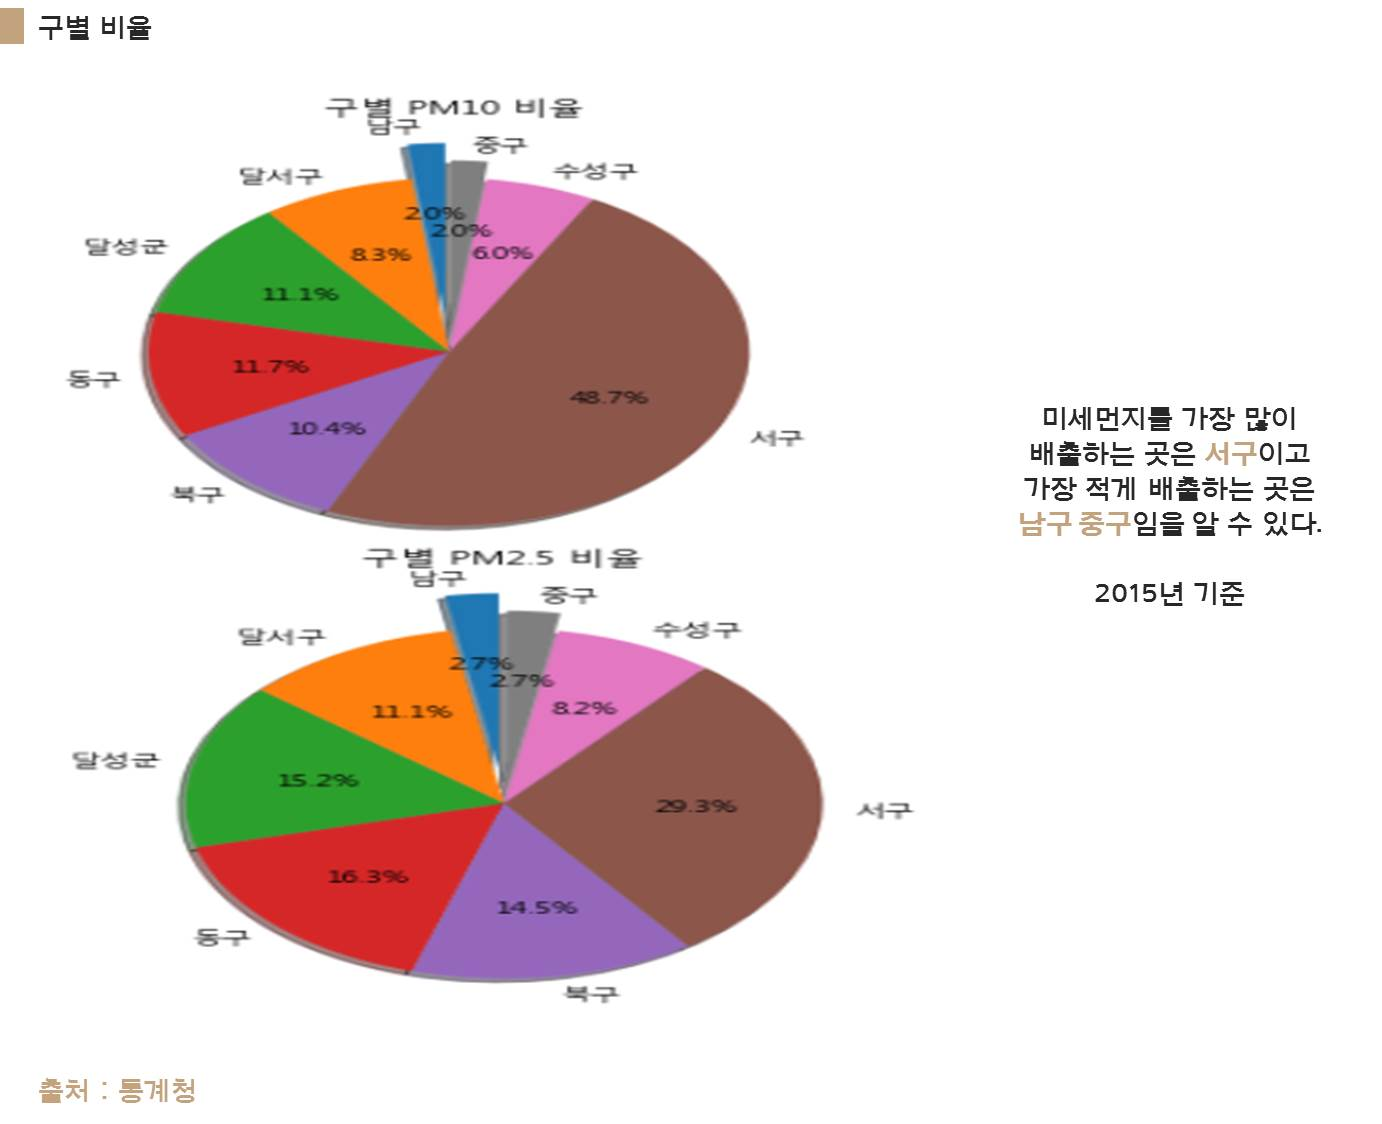 구별 비율
구별 PM10 비율
남구
중구
수성구
달서구
2.0%
2.0%
6.0%
8.3%
달성군
11.1%
11.7%
동구
48.7%
10.4%
서구
북구
구별 PM2.5 비율
남구
중구
수성구
달서구
2.7%
2.7%
8.2%
11.1%
달성군
15.2%
29.3%
서구
16.3%
14.5%
동구
북구
미세먼지를 가장 많이
배출하는 곳은 서구이고
가장 적게 배출하는 곳은
남구 중구임을 알 수 있다.
2015년 기준
출처 : 통계청